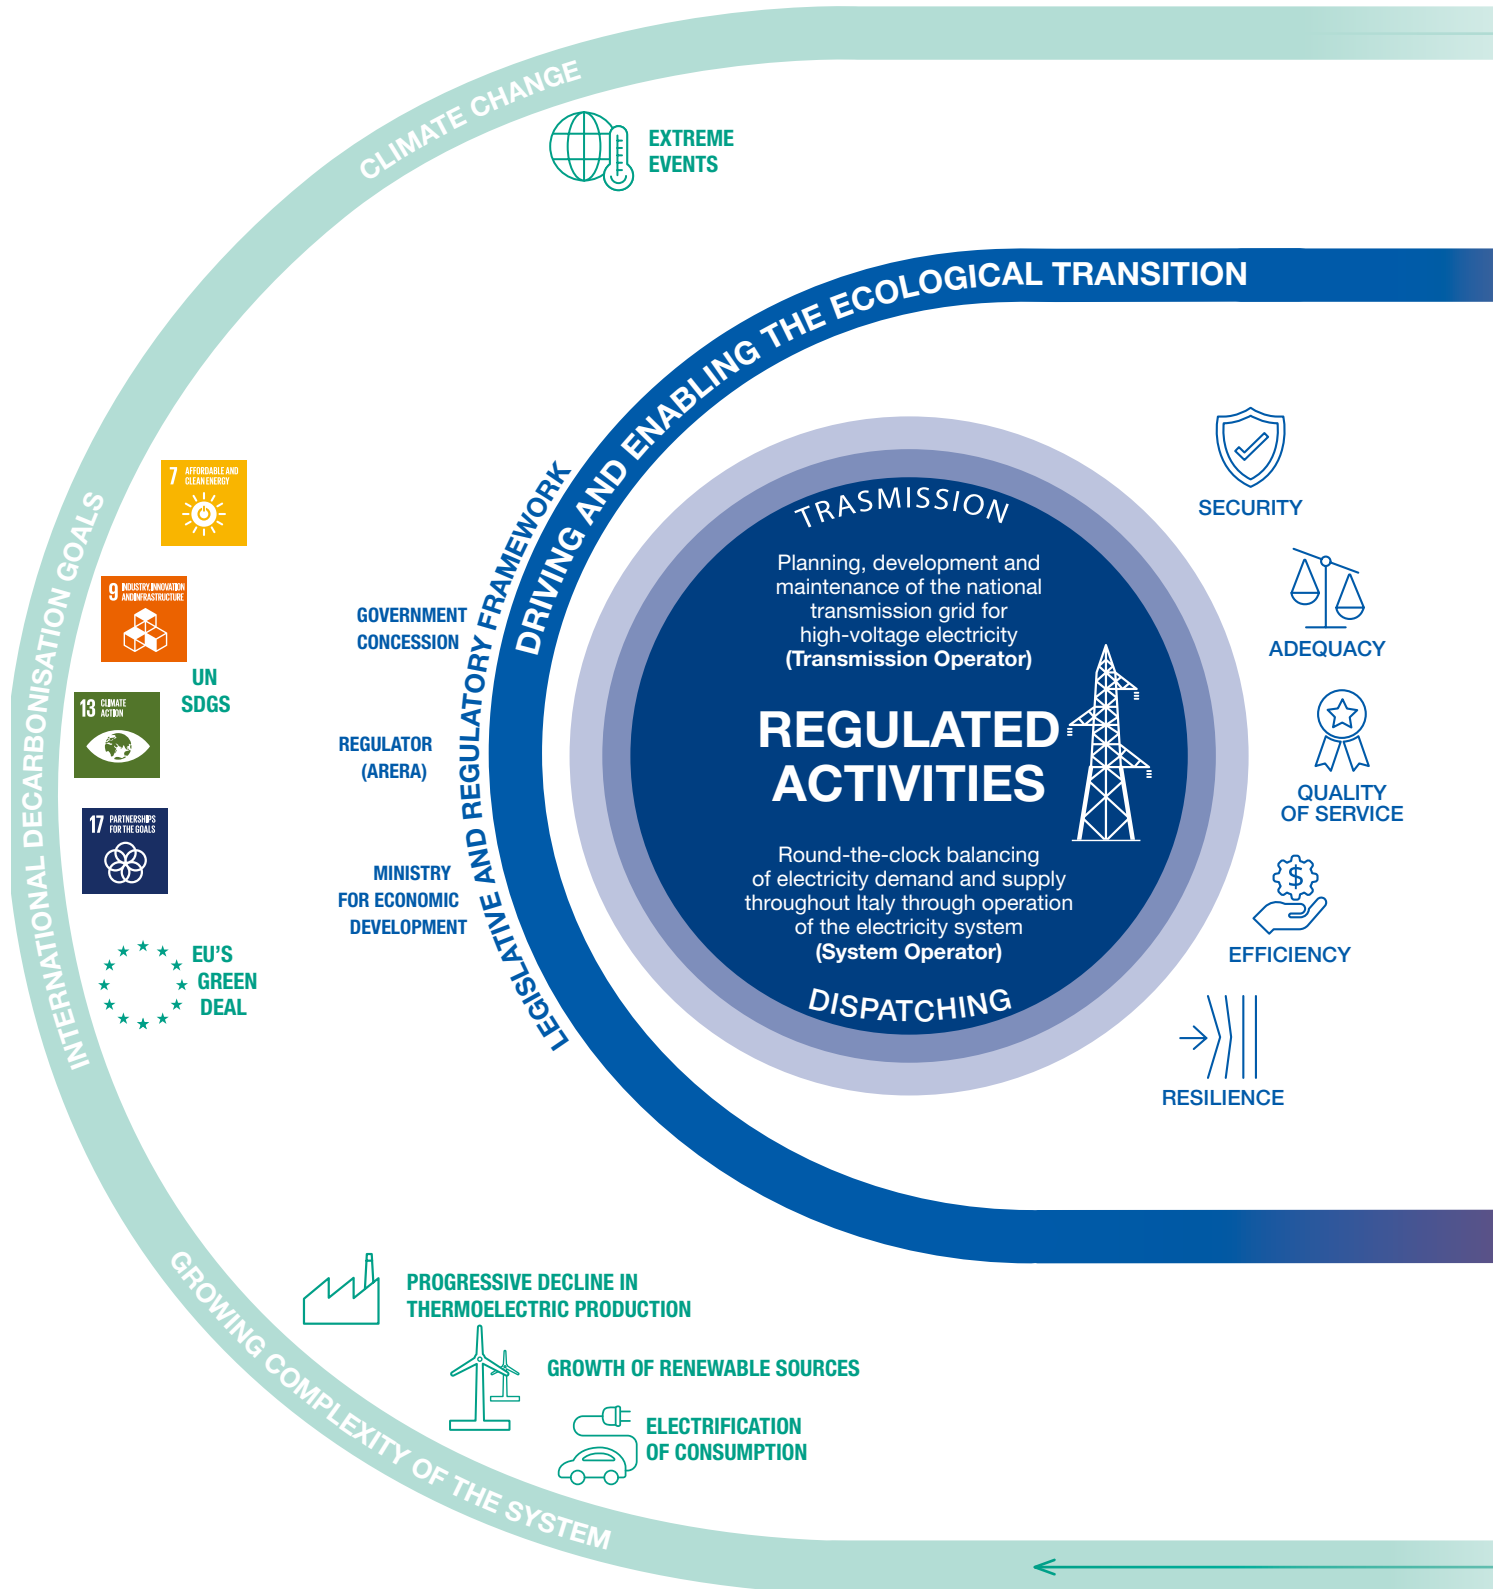 CLIMATE CHANGE
EXTREME
EVENTS
DRIVING AND ENABLING THE ECOLOGICAL TRANSITION
INTERNATIONAL DECARBONISATION GOALS
7 AFFORDABLE AND
CLEAN ENERGY
9 INDUSTRY, INNOVATION
AND INFRASTRUCTURE
UN
SDGS
13 CLIMATE
ACTION
17 PARTNERSHIPS
FOR THE GOALS
EU'S
GREEN
DEAL
LEGISLATIVE AND REGULATORY FRAMEWORK
GOVERNMENT
CONCESSION
REGULATOR
(ARERA)
MINISTRY
FOR ECONOMIC
DEVELOPMENT
TRASMISSION
Planning, development and
maintenance of the national
transmission grid for
high-voltage electricity
(Transmission Operator)
REGULATED
ACTIVITIES
Round-the-clock balancing
of electricity demand and supply
throughout Italy through operation
of the electricity system
(System Operator)
DISPATCHING
SECURITY
ADEQUACY
QUALITY
OF SERVICE
$
EFFICIENCY
RESILIENCE
GROWING COMPLEXITY OF THE SYSTEM
PROGRESSIVE DECLINE IN
THERMOELECTRIC PRODUCTION
GROWTH OF RENEWABLE SOURCES
ELECTRIFICATION
OF CONSUMPTION